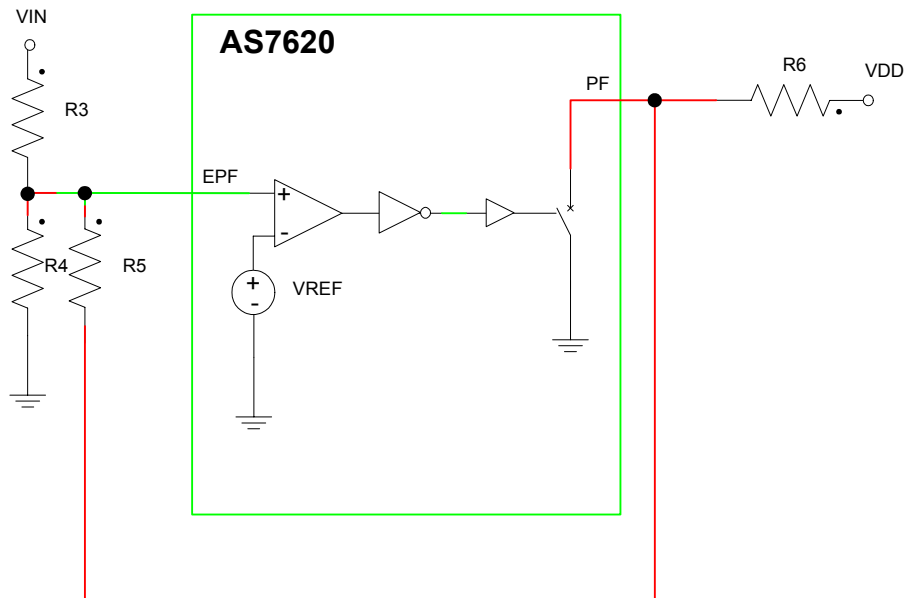 VIN
AS7620
R6
VDD
PF
R3
EPF
+
-
R4
R5
+
-
VREF